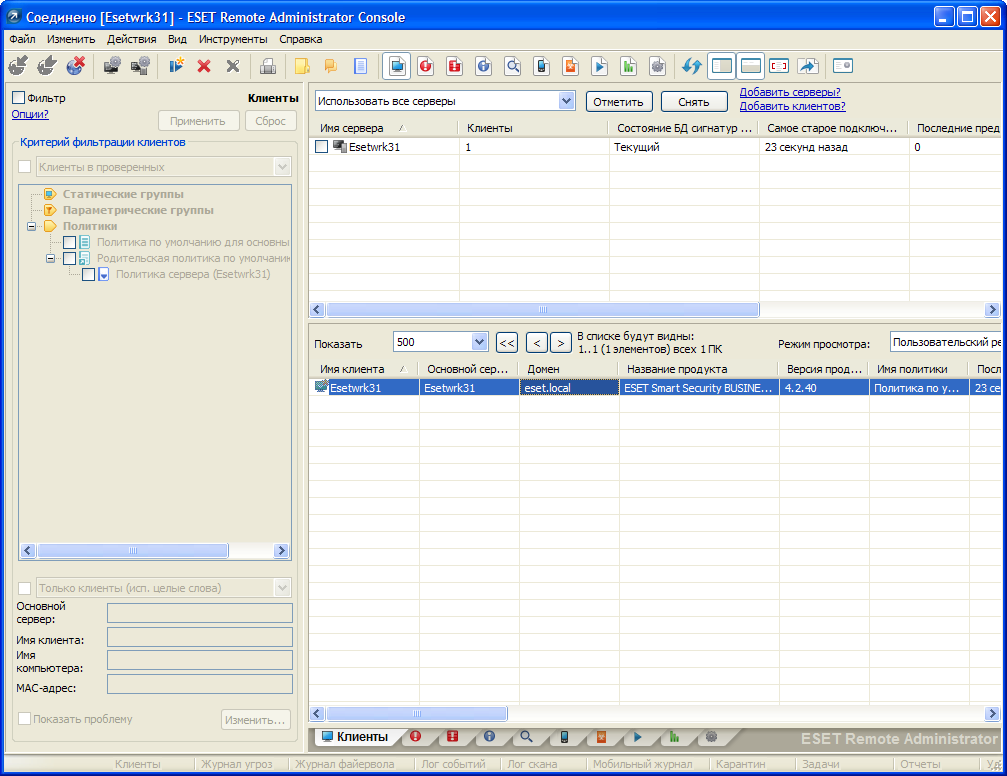 Соединено [Esetwrk31] - ESET Remote Administrator Console
Файл Изменить Действия Вид Инструменты Справка
Фильтр Клиенты
Опции?
Применить Сброс
Критерий фильтрации клиентов
Клиенты в проверенных
Статические группы
Параметрические группы
Политики
Политика по умолчанию для основны
Родительская политика по умолчанию
Политика сервера (Esetwrk31)
Только клиенты (исп. целые слова)
Основной сервер:
Имя клиента:
Имя компьютера:
MAC-адрес:
Показать проблему Изменить...
Использовать все серверы Отметить Снять
Добавить серверы?
Добавить клиентов?
Имя сервера Клиенты Состояние БД сигнатур ... Самое старое подключ... Последние пред
Esetwrk31 1 Текущий 23 секунд назад 0
Показать 500 << < > В списке будут видны:
1..1 (1 элементов) всех 1 ПК
Режим просмотра: Пользовательский ре
Имя клиента Основной сер... Домен Название продукта Версия прод... Имя политики Посл
Esetwrk31 Esetwrk31 eset.local ESET Smart Security BUSINE... 4.2.40 Политика по у... 23 се
Клиенты
ESET Remote Administrator
Клиенты Журнал угроз Журнал файервола Лог событий Лог скана Мобильный журнал Карантин Задачи Отчеты